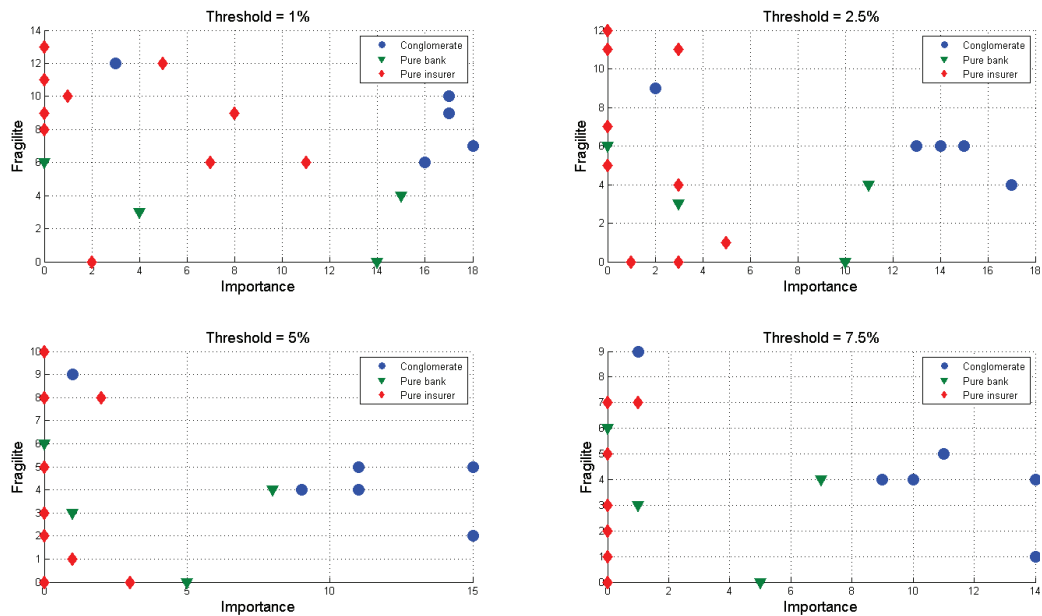 Threshold = 1%
14
12
10
8
6
4
2
0
Fragilite
Conglomerate
Pure bank
Pure insurer
0 2 4 6 8 10 12 14 16 18
Importance
Threshold = 2.5%
12
10
8
6
4
2
0
Fragilite
Conglomerate
Pure bank
Pure insurer
0 2 4 6 8 10 12 14 16 18
Importance
Threshold = 5%
10
9
8
7
6
5
4
3
2
1
0
Fragilite
Conglomerate
Pure bank
Pure insurer
0 5 10 15
Importance
Threshold = 7.5%
9
8
7
6
5
4
3
2
1
0
Fragilite
Conglomerate
Pure bank
Pure insurer
0 2 4 6 8 10 12 14
Importance